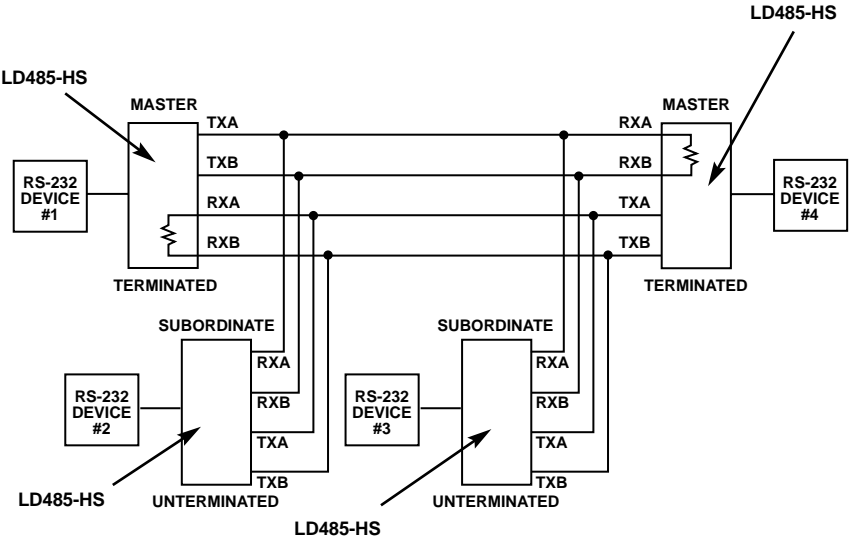 LD485-HS
LD485-HS
MASTER
MASTER
TXA
RXA
TXB
RXB
RS-232
DEVICE
#1
RXA
TXA
RS-232
DEVICE
#4
RXB
TXB
TERMINATED
TERMINATED
SUBORDINATE
SUBORDINATE
RXA
RXA
RS-232
DEVICE
#2
RXB
RS-232
DEVICE
#3
RXB
TXA
TXA
TXB
TXB
LD485-HS
UNTERMINATED
UNTERMINATED
LD485-HS